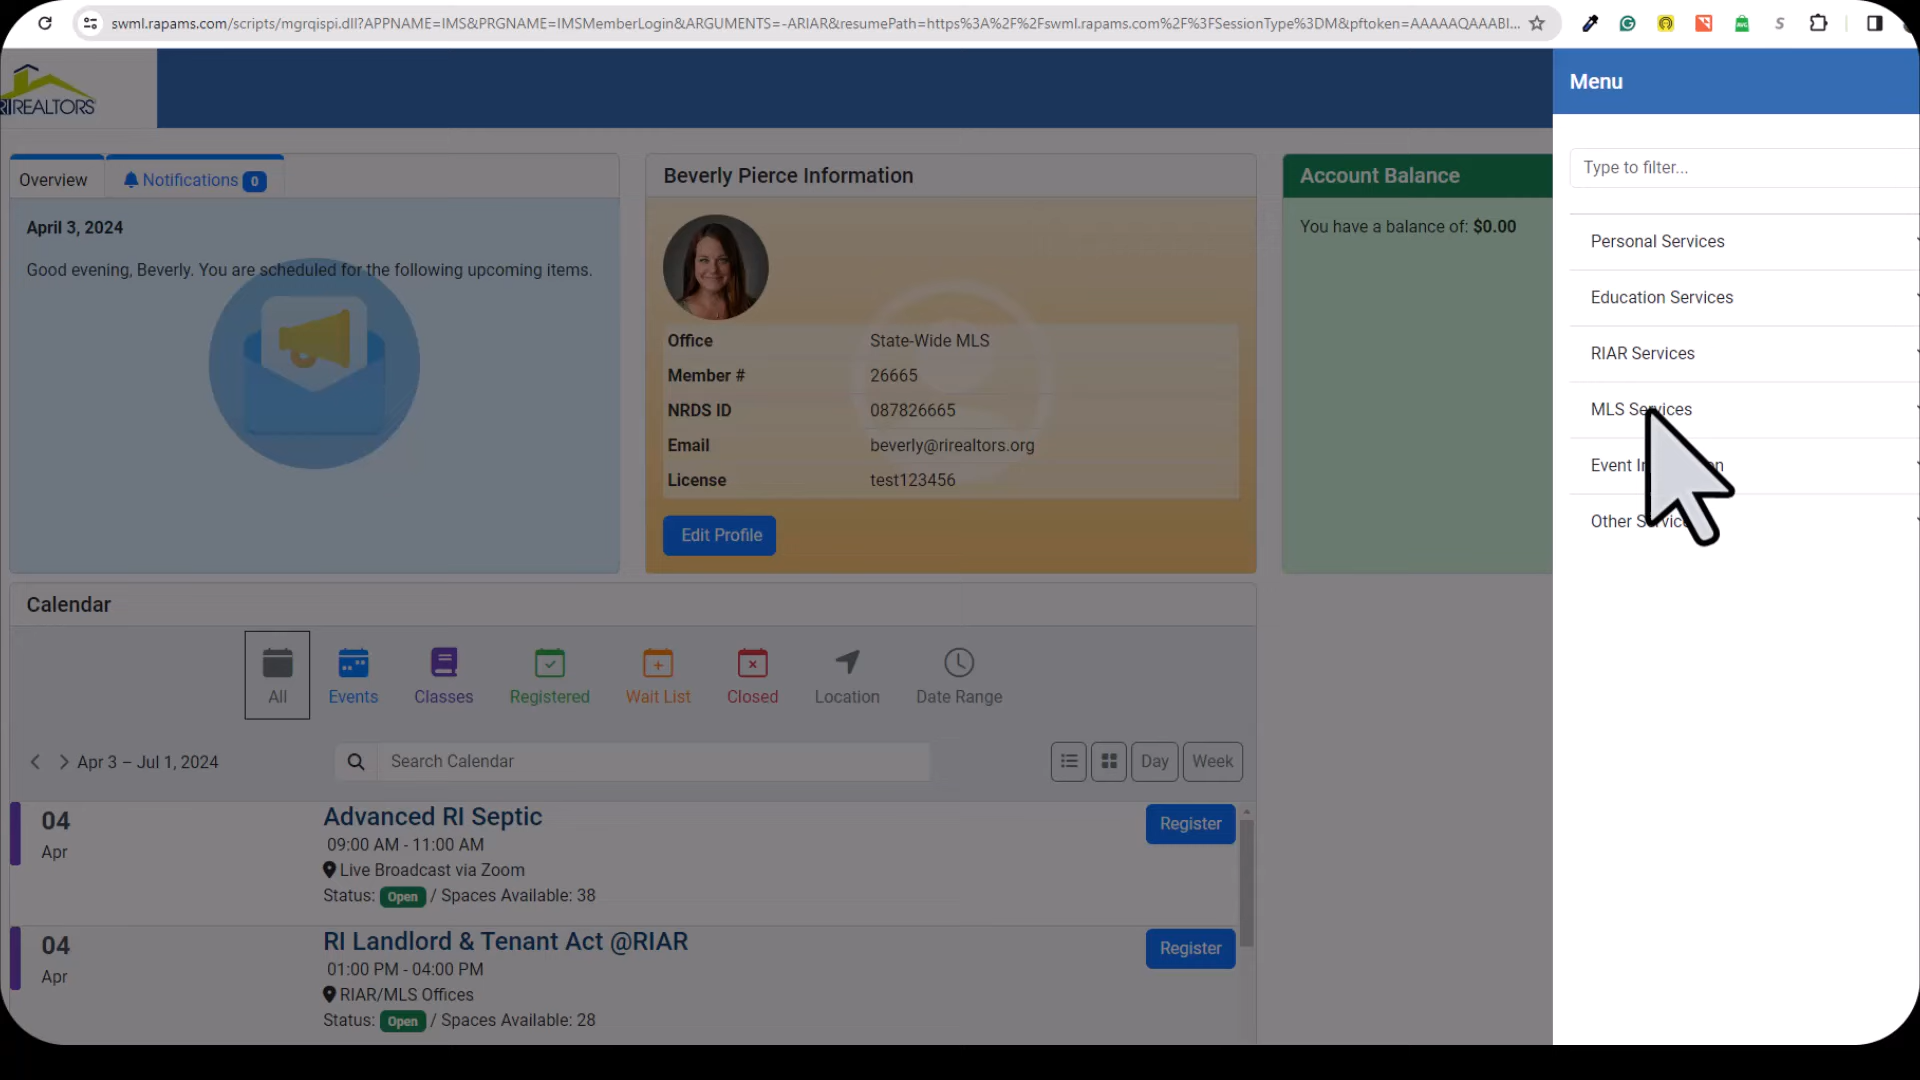 swml.rapams.com/scripts/mgrqispi.dll?APPNAME=IMS&PRGNAME=IMSMemberLogin&ARGUMENTS=-ARIAR&resumePath=https%3A%2F%2Fswml.rapams.com%2F%3FSessionType%3DM&pftoken=AAAAAQAAABI...
RI REALTORS
Menu
Type to filter...
Personal Services
Education Services
RIAR Services
MLS Services
Other
Overview
Notifications 0
April 3, 2024
Good evening, Beverly. You are scheduled for the following upcoming items.
Beverly Pierce Information
Office State-Wide MLS
Member # 26665
NRDS ID 087826665
Email beverly@rirealtors.org
License test123456
Edit Profile
Account Balance
You have a balance of: $0.00
Calendar
All Events Classes Registered Wait List Closed Location Date Range
Apr 3 – Jul 1, 2024
Search Calendar
Day Week
04
Apr
Advanced RI Septic
09:00 AM - 11:00 AM
Live Broadcast via Zoom
Status: Open / Spaces Available: 38
Register
04
Apr
RI Landlord & Tenant Act @RIAR
01:00 PM - 04:00 PM
RIAR/MLS Offices
Status: Open / Spaces Available: 28
Register